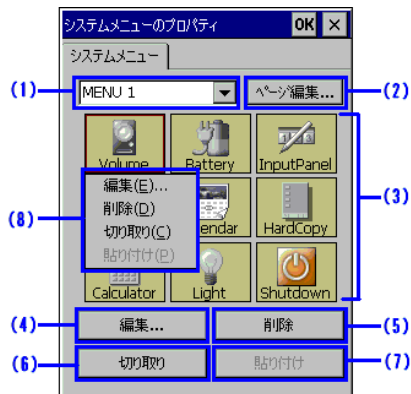 システムメニューのプロパティ OK ×
システムメニュー
(1) MENU 1 ページ編集... (2)
Volume Battery InputPanel
(3)
編集(E)...
削除(D)
(8) 切り取り(C)
貼り付け(P)
endar HardCopy
Calculator Light Shutdown
(4) 編集... 削除 (5)
(6) 切り取り 貼り付け (7)